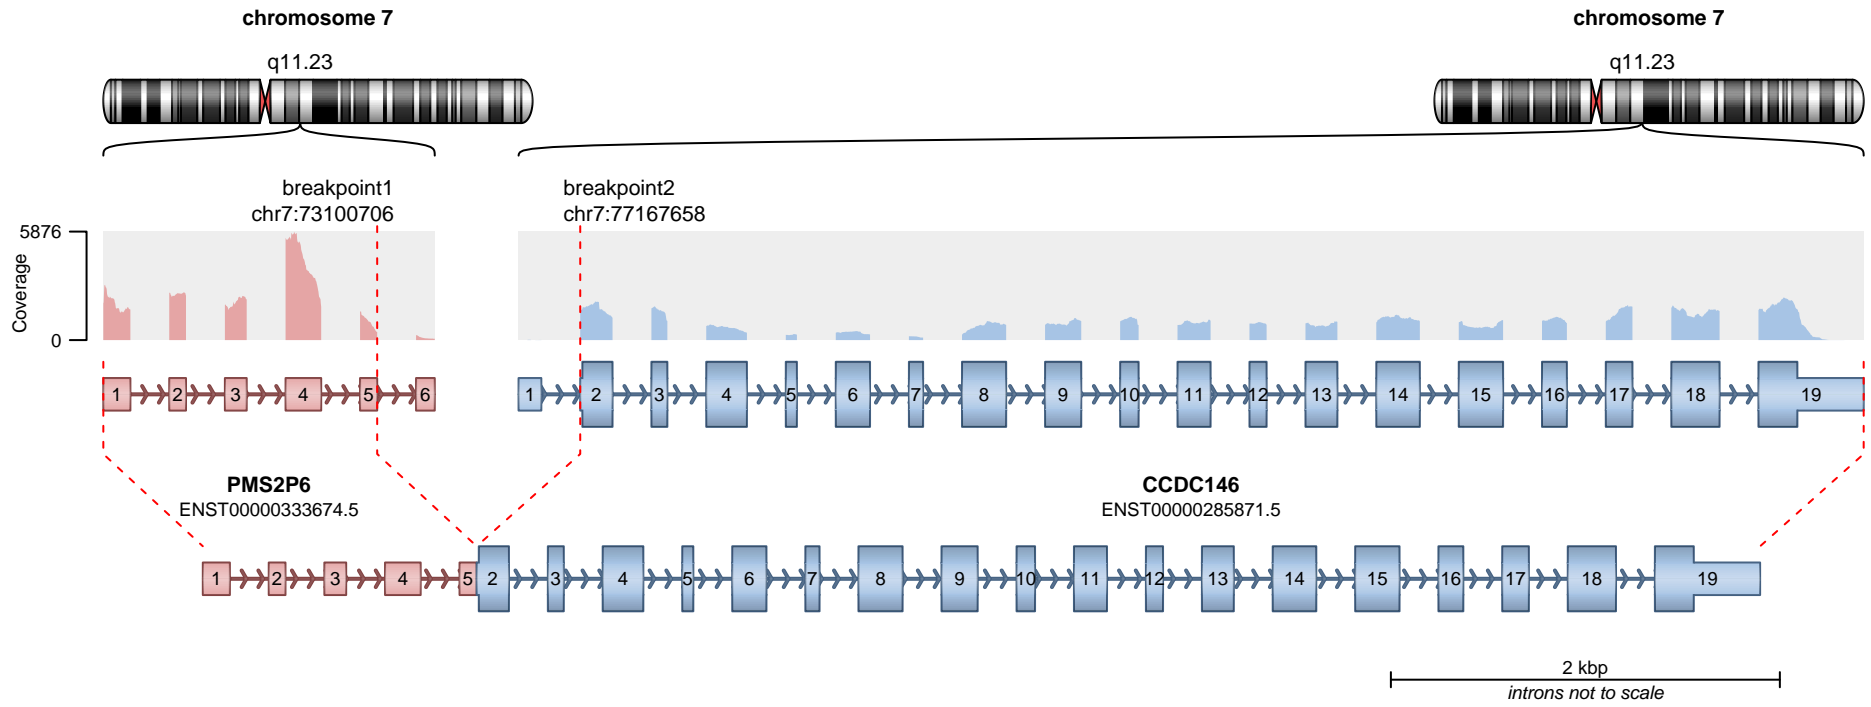 chromosome 7
chromosome 7
q11.23
q11.23
breakpoint1
chr7:73100706
breakpoint2
chr7:77167658
5876
Coverage
0
1 2 3 4 5 6
1 2 3 4 5 6 7 8 9 10 11 12 13 14 15 16 17 18 19
PMS2P6
ENST00000333674.5
CCDC146
ENST00000285871.5
1 2 3 4 5 2 3 4 5 6 7 8 9 10 11 12 13 14 15 16 17 18 19
2 kbp
introns not to scale